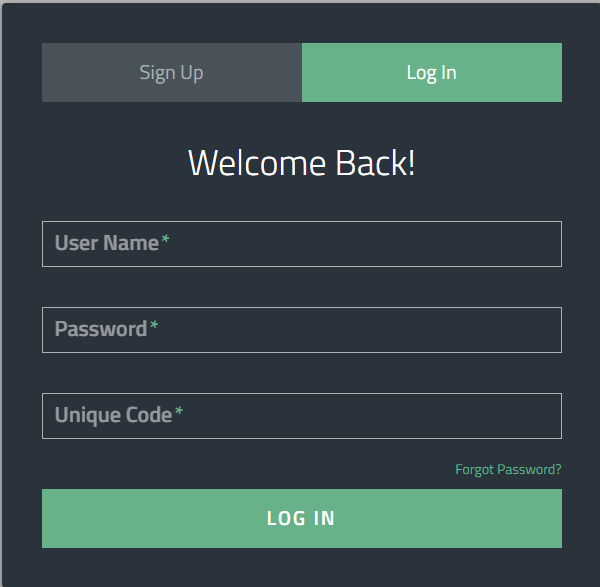 Sign Up Log In
Welcome Back!
User Name*
Password*
Unique Code*
Forgot Password?
LOG IN